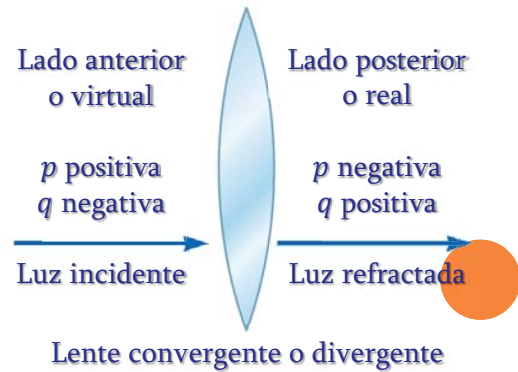 Lado anterior
o virtual
p positiva
q negativa
Luz incidente
Lado posterior
o real
p negativa
q positiva
Luz refractada
Lente convergente o divergente